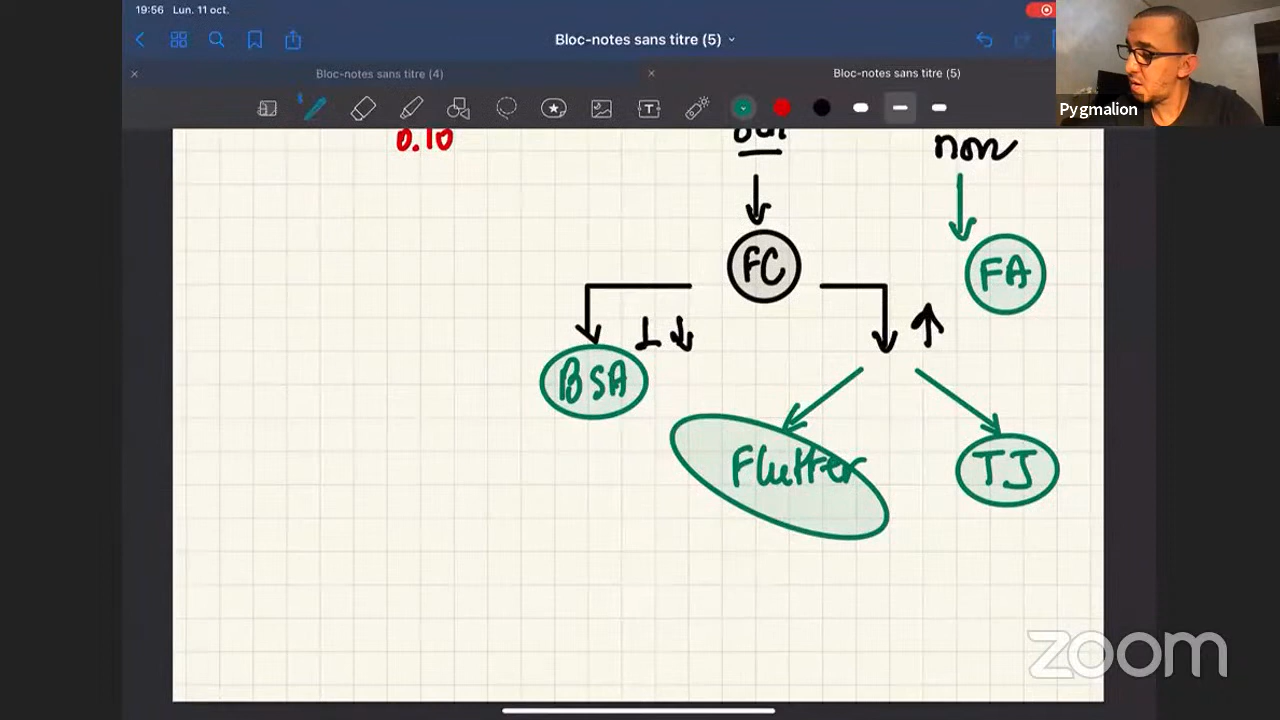 19:56 Lun. 11 oct.
Bloc-notes sans titre (5)
Bloc-notes sans titre (4)
Bloc-notes sans titre (5)
Pygmalion
0.10
oui
non
FC
FA
BSA
⊥ ↓
↑
Flutter
TJ
zoom